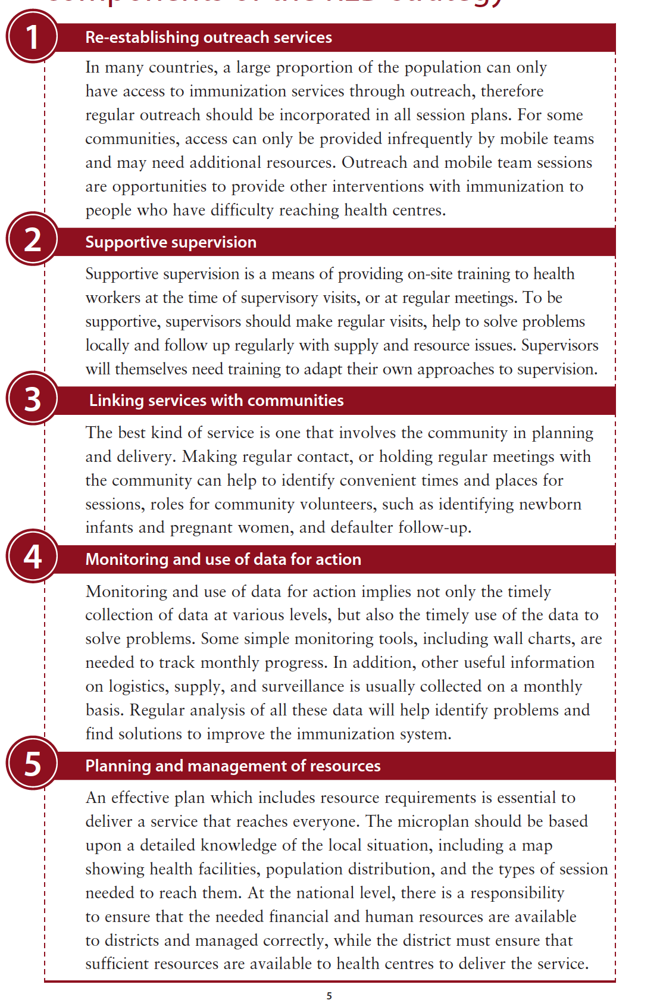 1
Re-establishing outreach services
In many countries, a large proportion of the population can only
have access to immunization services through outreach, therefore
regular outreach should be incorporated in all session plans. For some
communities, access can only be provided infrequently by mobile teams
and may need additional resources. Outreach and mobile team sessions
are opportunities to provide other interventions with immunization to
people who have difficulty reaching health centres.
2
Supportive supervision
Supportive supervision is a means of providing on-site training to health
workers at the time of supervisory visits, or at regular meetings. To be
supportive, supervisors should make regular visits, help to solve problems
locally and follow up regularly with supply and resource issues. Supervisors
will themselves need training to adapt their own approaches to supervision.
3
Linking services with communities
The best kind of service is one that involves the community in planning
and delivery. Making regular contact, or holding regular meetings with
the community can help to identify convenient times and places for
sessions, roles for community volunteers, such as identifying newborn
infants and pregnant women, and defaulter follow-up.
4
Monitoring and use of data for action
Monitoring and use of data for action implies not only the timely
collection of data at various levels, but also the timely use of the data to
solve problems. Some simple monitoring tools, including wall charts, are
needed to track monthly progress. In addition, other useful information
on logistics, supply, and surveillance is usually collected on a monthly
basis. Regular analysis of all these data will help identify problems and
find solutions to improve the immunization system.
5
Planning and management of resources
An effective plan which includes resource requirements is essential to
deliver a service that reaches everyone. The microplan should be based
upon a detailed knowledge of the local situation, including a map
showing health facilities, population distribution, and the types of session
needed to reach them. At the national level, there is a responsibility
to ensure that the needed financial and human resources are available
to districts and managed correctly, while the district must ensure that
sufficient resources are available to health centres to deliver the service.
5